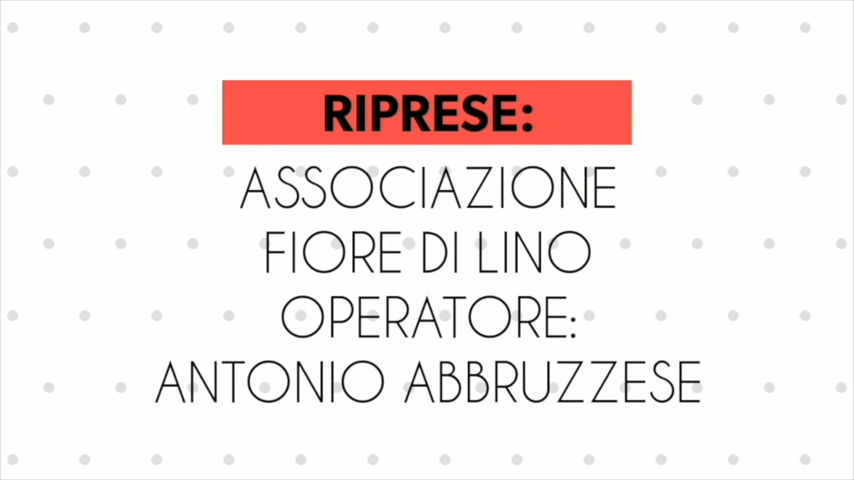 RIPRESE:
ASSOCIAZIONE
FIORE DI LINO
OPERATORE:
ANTONIO ABBRUZZESE